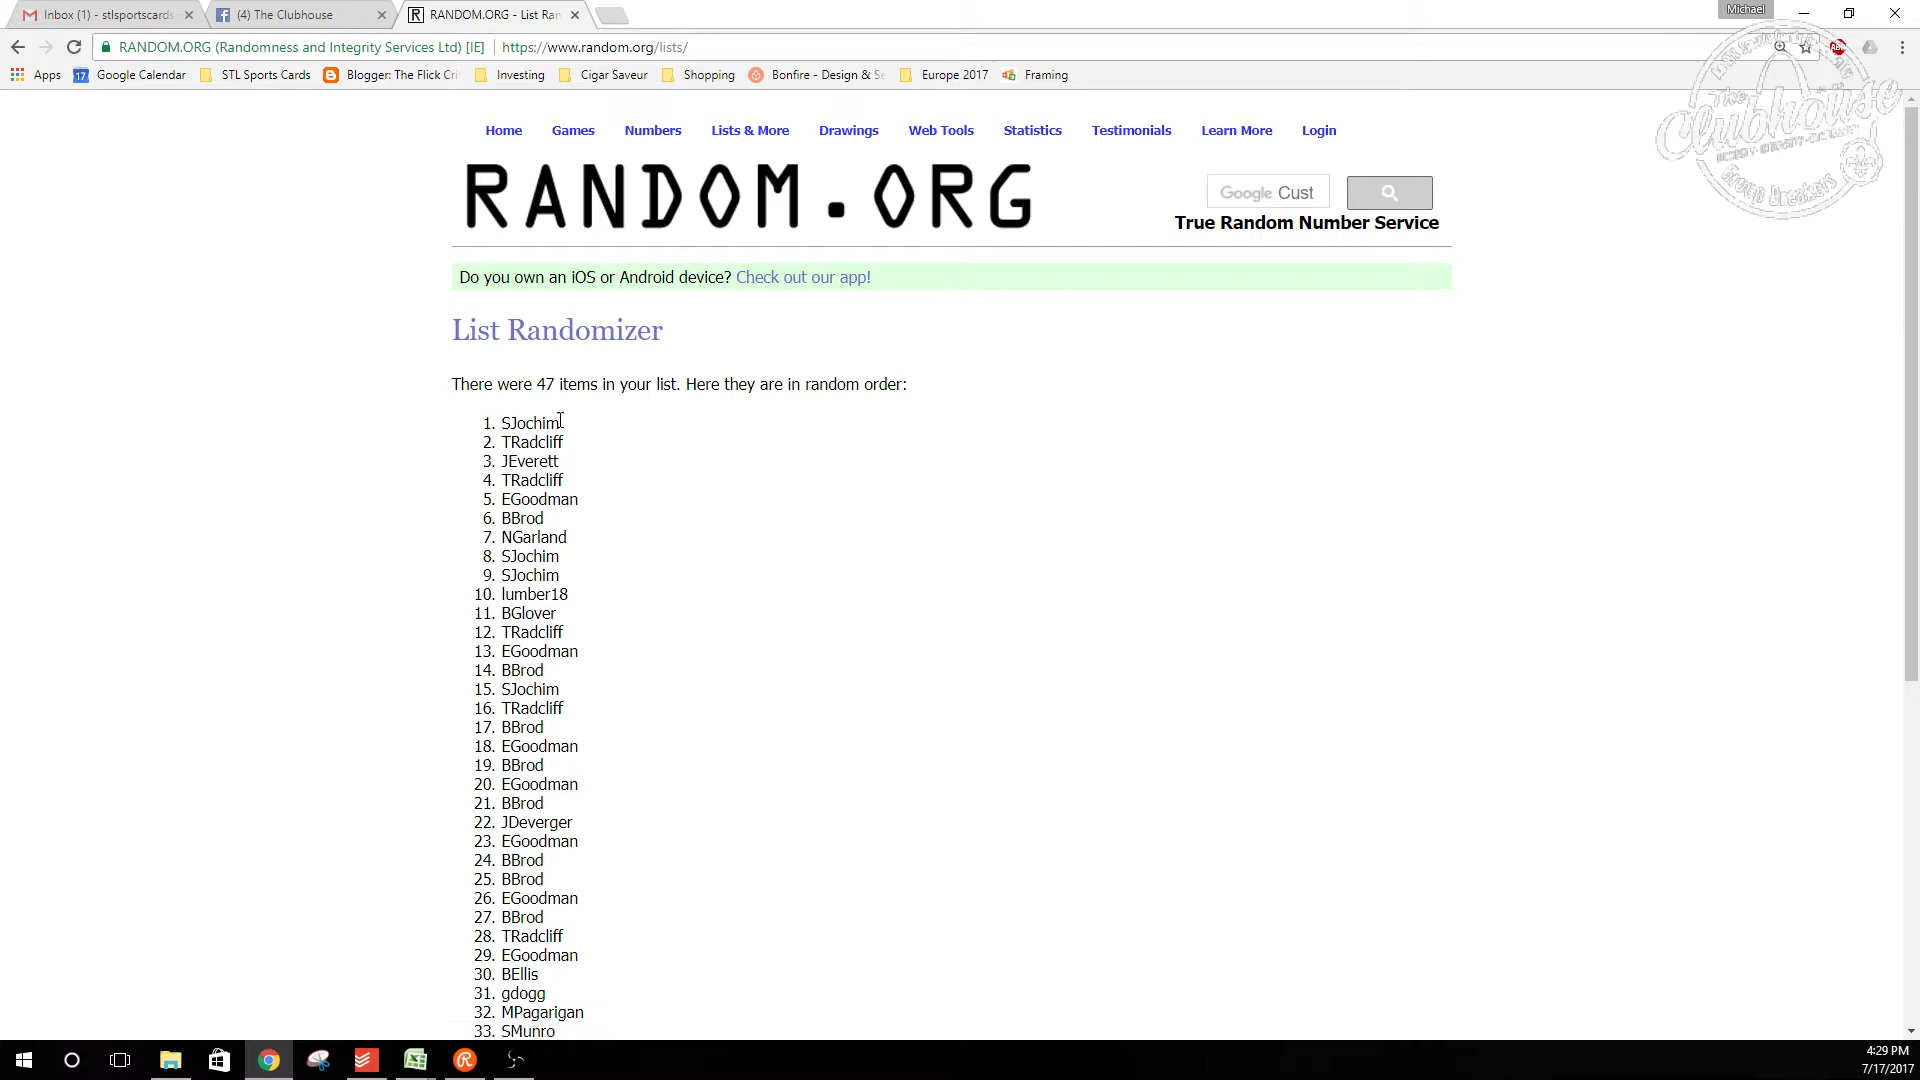 Inbox (1) - stlsportscards
(4) The Clubhouse
RANDOM.ORG - List Ran
Michael
RANDOM.ORG (Randomness and Integrity Services Ltd) [IE] https://www.random.org/lists/
Apps Google Calendar STL Sports Cards Blogger: The Flick Cri Investing Cigar Saveur Shopping Bonfire - Design & Se Europe 2017 Framing
The Clubhouse
Group Breakers
Home Games Numbers Lists & More Drawings Web Tools Statistics Testimonials Learn More Login
RANDOM.ORG
Google Cust
True Random Number Service
Do you own an iOS or Android device? Check out our app!
List Randomizer
There were 47 items in your list. Here they are in random order:
1. SJochim
2. TRadcliff
3. JEverett
4. TRadcliff
5. EGoodman
6. BBrod
7. NGarland
8. SJochim
9. SJochim
10. lumber18
11. BGlover
12. TRadcliff
13. EGoodman
14. BBrod
15. SJochim
16. TRadcliff
17. BBrod
18. EGoodman
19. BBrod
20. EGoodman
21. BBrod
22. JDeverger
23. EGoodman
24. BBrod
25. BBrod
26. EGoodman
27. BBrod
28. TRadcliff
29. EGoodman
30. BEllis
31. gdogg
32. MPagarigan
33. SMunro
4:29 PM
7/17/2017